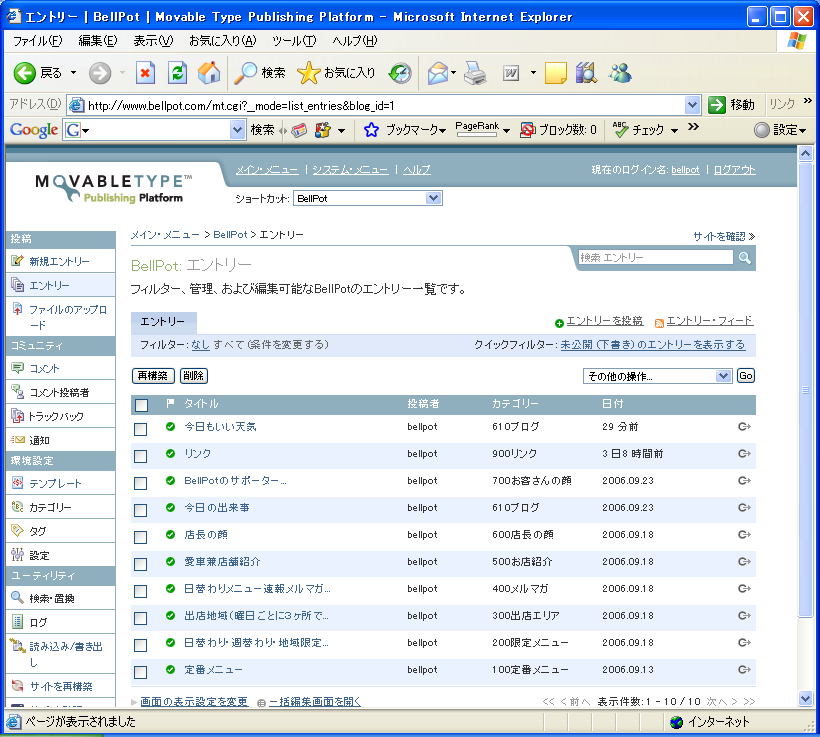 エントリー | BellPot | Movable Type Publishing Platform - Microsoft Internet Explorer
ファイル(F) 編集(E) 表示(V) お気に入り(A) ツール(T) ヘルプ(H)
戻る 検索 お気に入り
アドレス(D) http://www.bellpot.com/mt.cgi?_mode=list_entries&blog_id=1 移動 リンク »
Google G 検索 ブックマーク PageRank ブロック数: 0 ABC チェック » 設定
MOVABLETYPE™
Publishing Platform
メイン・メニュー | システム・メニュー | ヘルプ
現在のログイン名: bellpot | ログアウト
ショートカット: BellPot
投稿
新規エントリー
エントリー
ファイルのアップロ
ード
コミュニティ
コメント
コメント投稿者
トラックバック
通知
環境設定
テンプレート
カテゴリー
タグ
設定
ユーティリティ
検索・置換
ログ
読み込み/書き出
し
サイトを再構築
メイン・メニュー > BellPot > エントリー
サイトを確認 »
BellPot: エントリー
検索 エントリー
フィルター、管理、および編集可能なBellPotのエントリー一覧です。
エントリー
エントリーを投稿 エントリー・フィード
フィルター: なし すべて (条件を変更する)
クイックフィルター: 未公開 (下書き) のエントリーを表示する
再構築 削除 その他の操作... Go
タイトル 投稿者 カテゴリー 日付
今日もいい天気 bellpot 610ブログ 29 分前
リンク bellpot 900リンク 3 日8 時間前
BellPotのサポーター... bellpot 700お客さんの顔 2006.09.23
今日の出来事 bellpot 610ブログ 2006.09.23
店長の顔 bellpot 600店長の顔 2006.09.18
愛車兼店舗紹介 bellpot 500お店紹介 2006.09.18
日替わりメニュー速報メルマガ... bellpot 400メルマガ 2006.09.18
出店地域(曜日ごとに3ヶ所で... bellpot 300出店エリア 2006.09.18
日替わり・週替わり・地域限定... bellpot 200限定メニュー 2006.09.18
定番メニュー bellpot 100定番メニュー 2006.09.13
画面の表示設定を変更 一括編集画面を開く
<< < 前へ 表示件数: 1 - 10 / 10 次へ > >>
ページが表示されました
インターネット